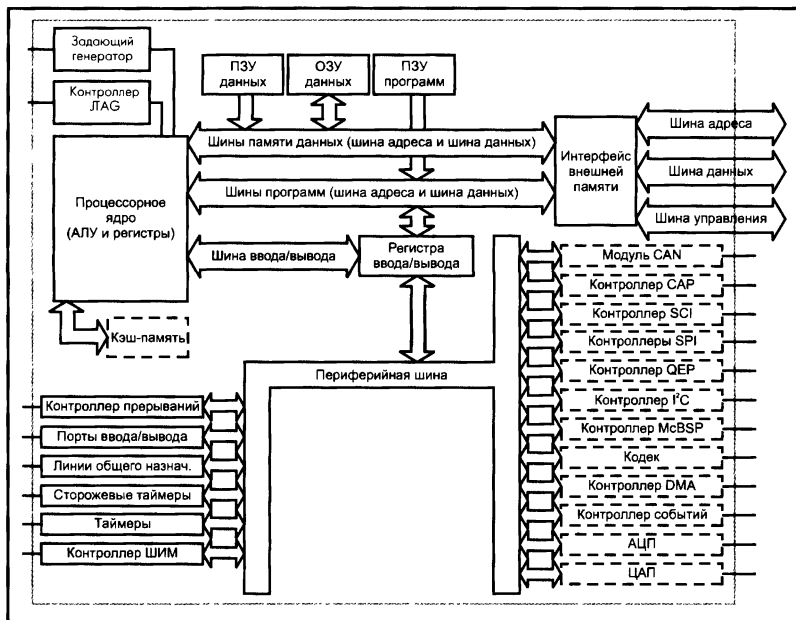 Задающий
генератор
Контроллер
JTAG
ПЗУ
данных
ОЗУ
данных
ПЗУ
программ
Шины памяти данных (шина адреса и шина данных)
Шины программ (шина адреса и шина данных)
Процессорное
ядро
(АЛУ и регистры)
Интерфейс
внешней
памяти
Шина адреса
Шина данных
Шина управления
Шина ввода/вывода
Регистра
ввода/вывода
Кэш-память
Периферийная шина
Контроллер прерываний
Порты ввода/вывода
Линии общего назнач.
Сторожевые таймеры
Таймеры
Контроллер ШИМ
Модуль CAN
Контроллер CAP
Контроллер SCI
Контроллеры SPI
Контроллер QEP
Контроллер I²C
Контроллер McBSP
Кодек
Контроллер DMA
Контроллер событий
АЦП
ЦАП